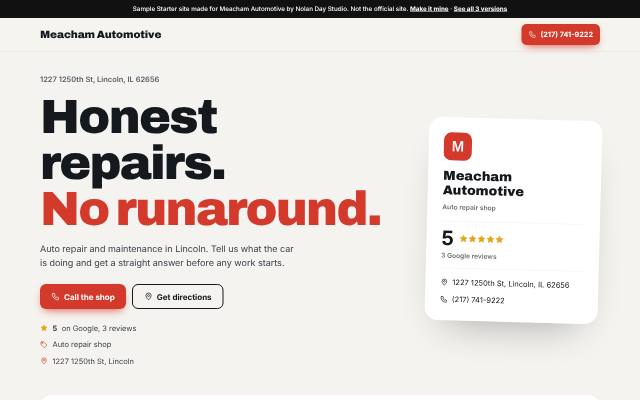 Sample Starter site made for Meacham Automotive by Nolan Day Studio. Not the official site. Make it mine · See all 3 versions
Meacham Automotive
(217) 741-9222
1227 1250th St, Lincoln, IL 62656
Honest
repairs.
No runaround.
Auto repair and maintenance in Lincoln. Tell us what the car
is doing and get a straight answer before any work starts.
Call the shop
Get directions
5 on Google, 3 reviews
Auto repair shop
1227 1250th St, Lincoln
M
Meacham
Automotive
Auto repair shop
5
3 Google reviews
1227 1250th St, Lincoln, IL 62656
(217) 741-9222